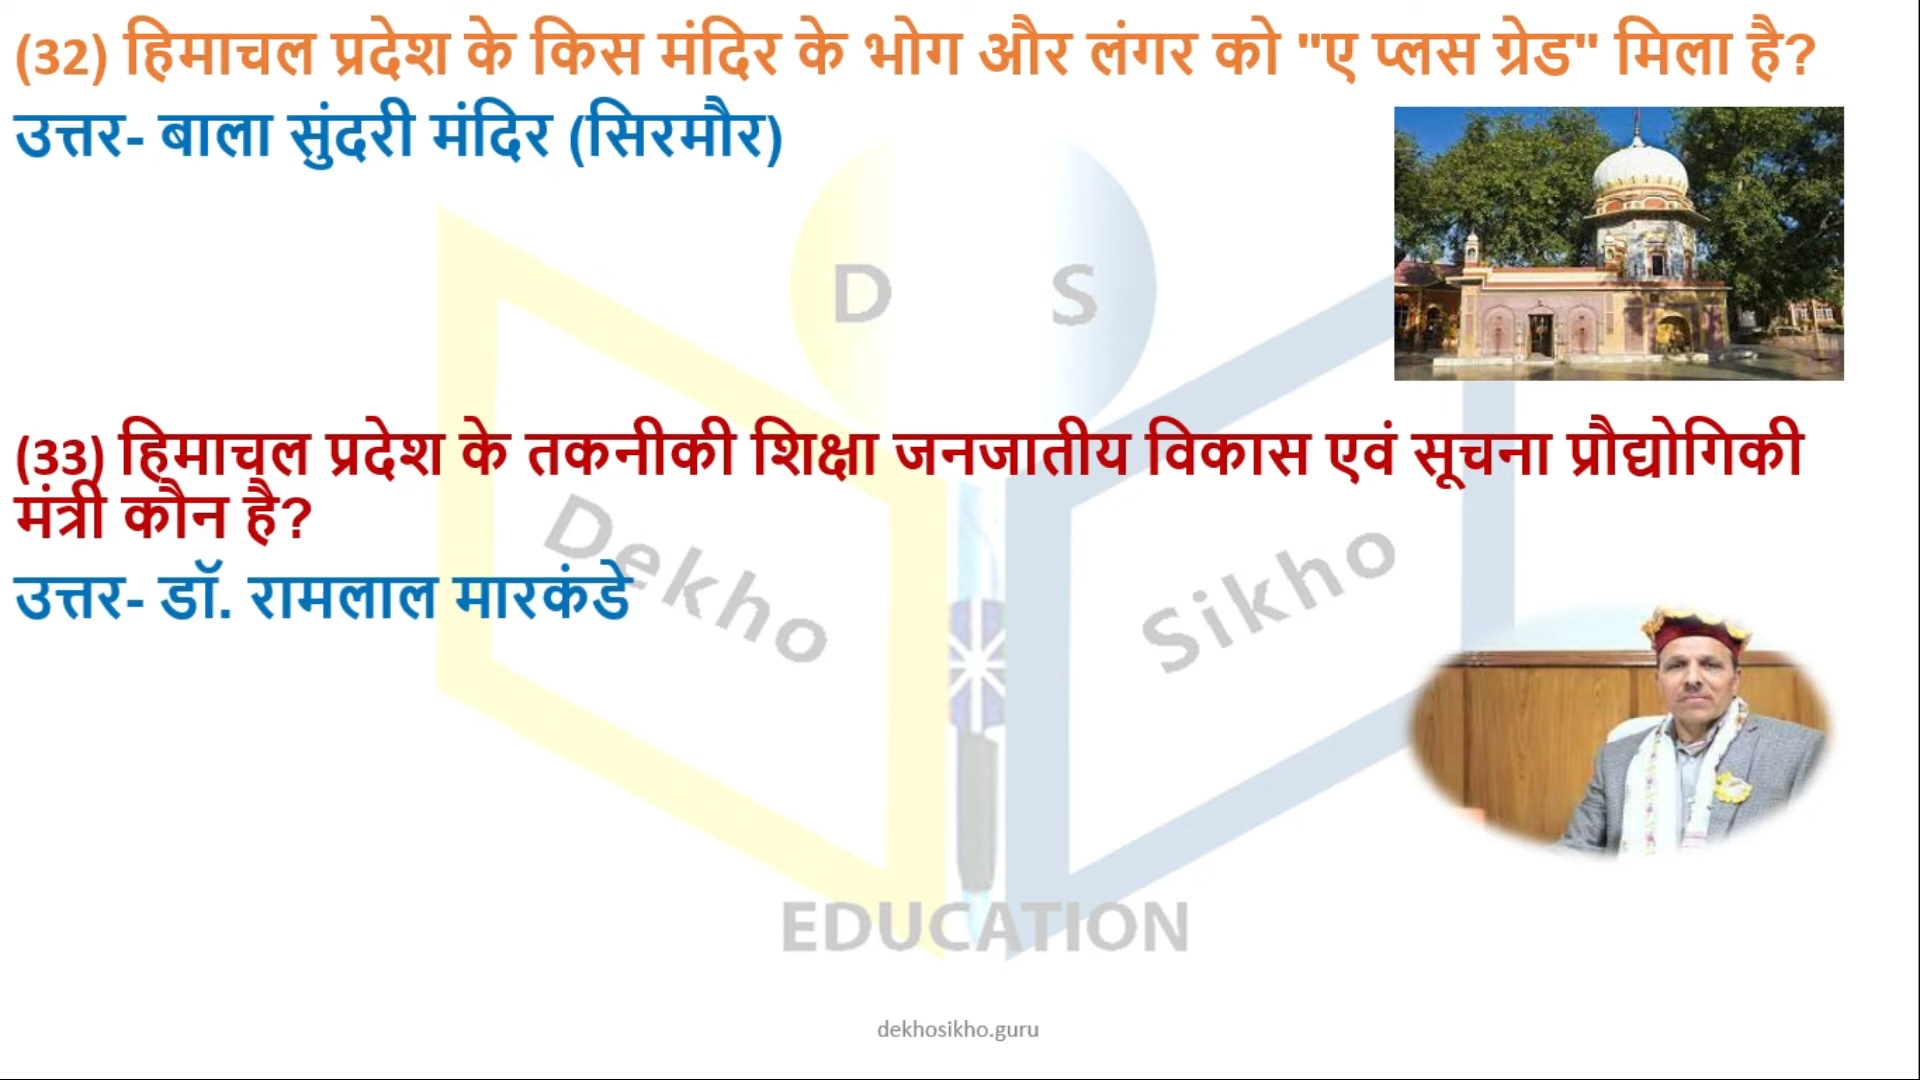 (32) हिमाचल प्रदेश के किस मंदिर के भोग और लंगर को "ए प्लस ग्रेड" मिला है?
उत्तर- बाला सुंदरी मंदिर (सिरमौर)
D S
(33) हिमाचल प्रदेश के तकनीकी शिक्षा जनजातीय विकास एवं सूचना प्रौद्योगिकी
मंत्री कौन है?
उत्तर- डॉ. रामलाल मारकंडे
Dekho Sikho
EDUCATION
dekhosikho.guru